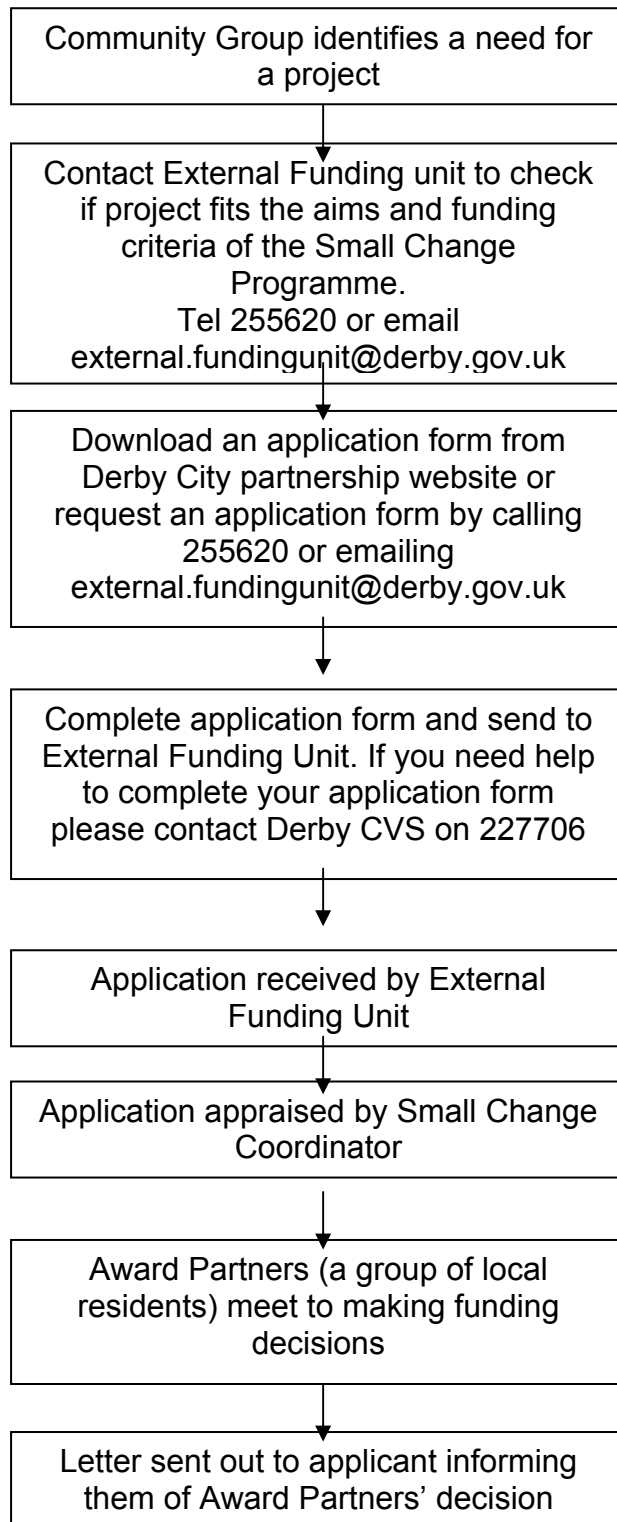 Community Group identifies a need for
a project
Contact External Funding unit to check
if project fits the aims and funding
criteria of the Small Change
Programme.
Tel 255620 or email
external.fundingunit@derby.gov.uk
Download an application form from
Derby City partnership website or
request an application form by calling
255620 or emailing
external.fundingunit@derby.gov.uk
Complete application form and send to
External Funding Unit. If you need help
to complete your application form
please contact Derby CVS on 227706
Application received by External
Funding Unit
Application appraised by Small Change
Coordinator
Award Partners (a group of local
residents) meet to making funding
decisions
Letter sent out to applicant informing
them of Award Partners’ decision